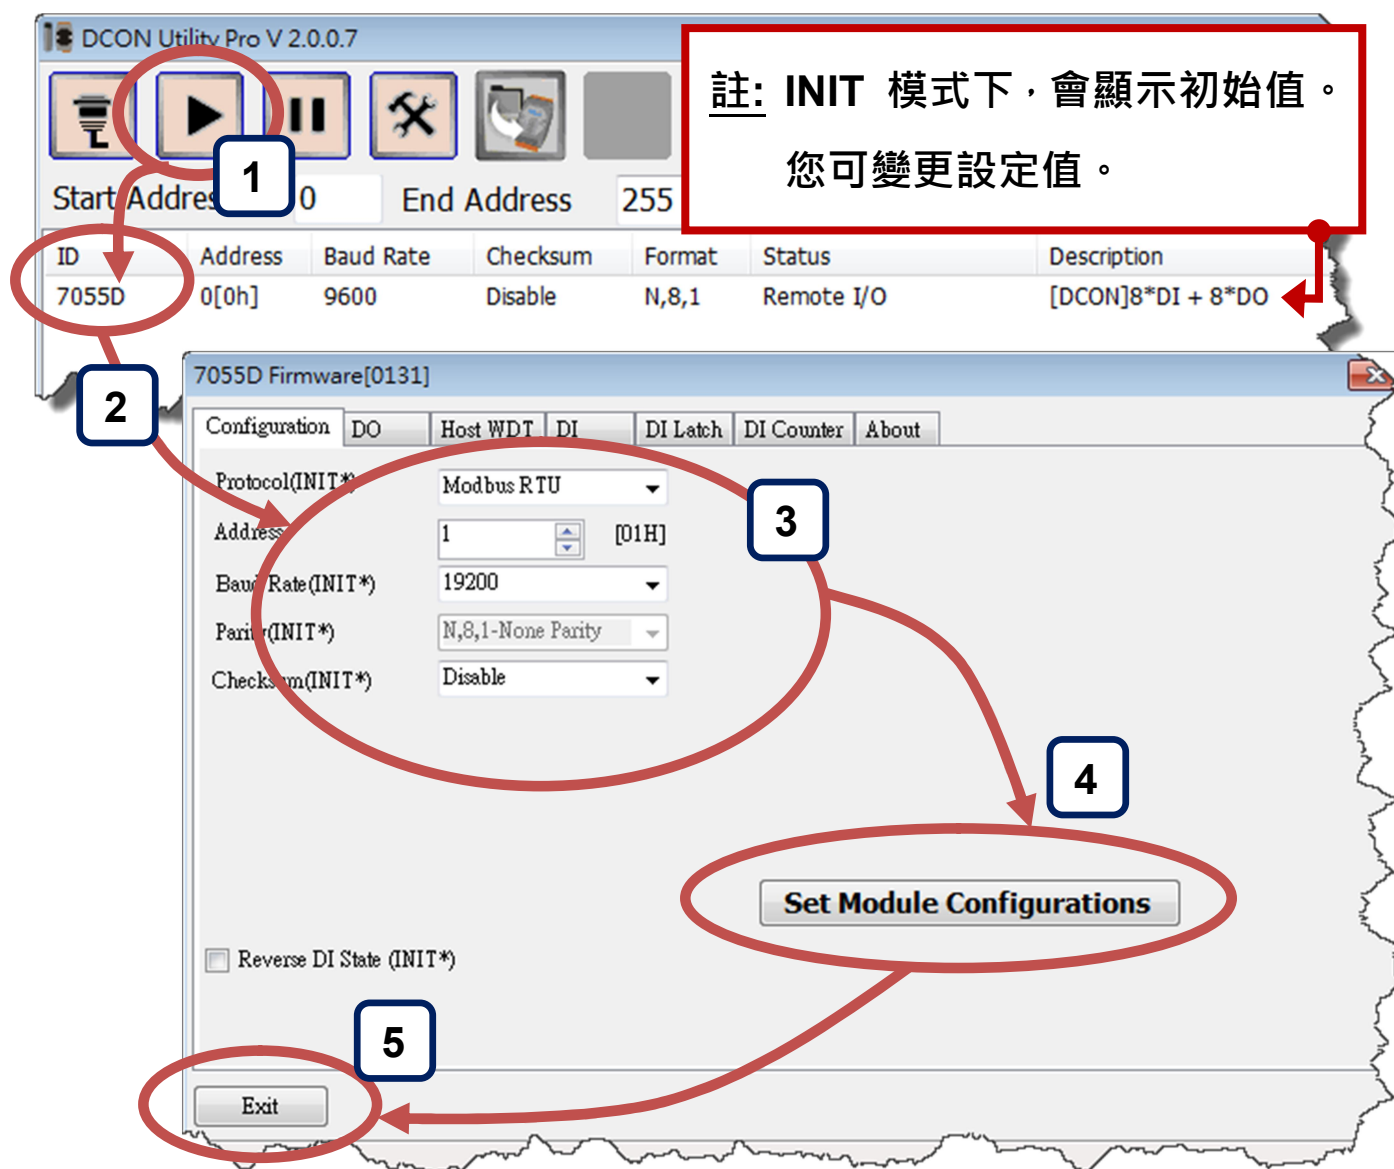 DCON Utility Pro V 2.0.0.7
註: INIT 模式下，會顯示初始值。
您可變更設定值。
1
Start Address 0 End Address 255
ID Address Baud Rate Checksum Format Status Description
7055D 0[0h] 9600 Disable N,8,1 Remote I/O [DCON]8*DI + 8*DO
2
7055D Firmware[0131]
Configuration DO Host WDT DI DI Latch DI Counter About
Protocol(INIT*) Modbus RTU
3
Address 1 [01H]
Baud Rate(INIT*) 19200
Parity(INIT*) N,8,1-None Parity
Checksum(INIT*) Disable
4
Set Module Configurations
Reverse DI State (INIT*)
5
Exit